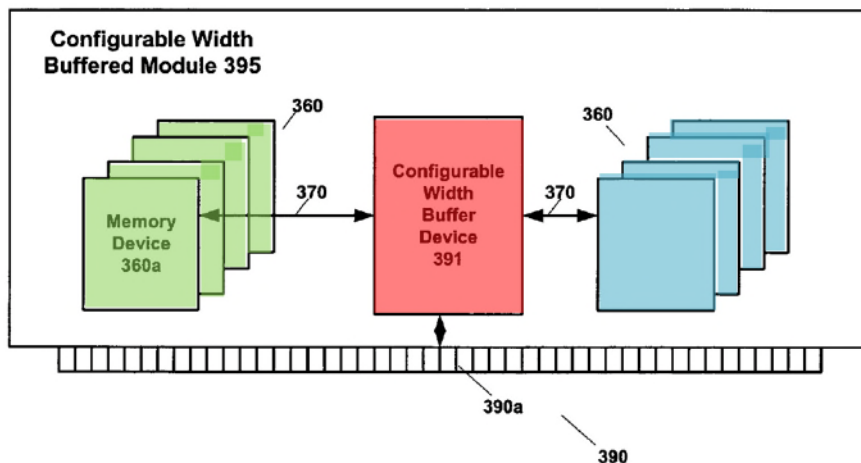 Configurable Width
Buffered Module 395
360
360
370
370
Memory
Device
360a
Configurable
Width
Buffer
Device
391
390a
390